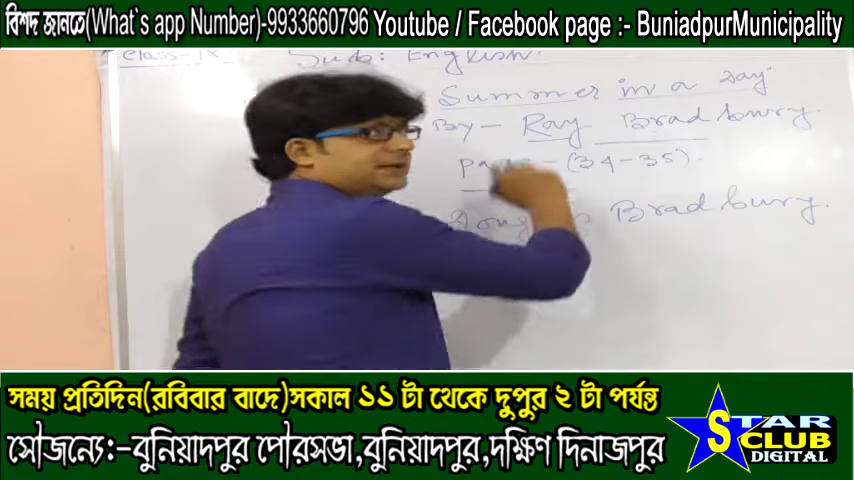 বিশদ জানতে(What`s app Number)-9933660796 Youtube / Facebook page :- BuniadpurMunicipality
Class-IX Sub: English.
Summer in a Day
By- Ray Bradbury.
Page-(34-35).
Bradbury.
সময় প্রতিদিন(রবিবার বাদে)সকাল ১১ টা থেকে দুপুর ২ টা পর্যন্ত
সৌজন্যে:-বুনিয়াদপুর পৌরসভা,বুনিয়াদপুর,দক্ষিণ দিনাজপুর
STAR
CLUB
DIGITAL